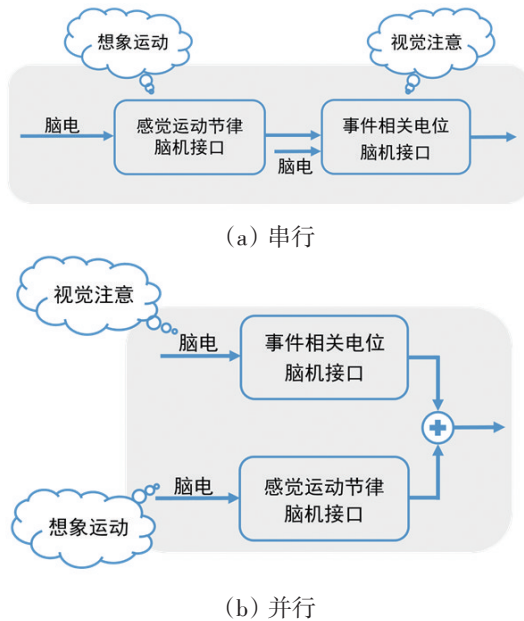 想象运动
视觉注意
脑电
感觉运动节律
脑机接口
脑电
事件相关电位
脑机接口
(a) 串行
视觉注意
脑电
事件相关电位
脑机接口
脑电
感觉运动节律
脑机接口
想象运动
(b) 并行